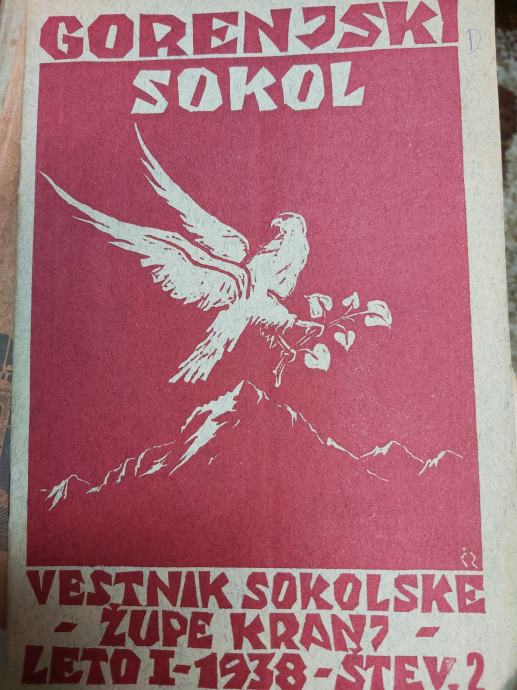 GORENJSKI
D
SOKOL
VESTNIK SOKOLSKE
- ŽUPE KRANJ -
LETO I - 1938 - ŠTEV. 2